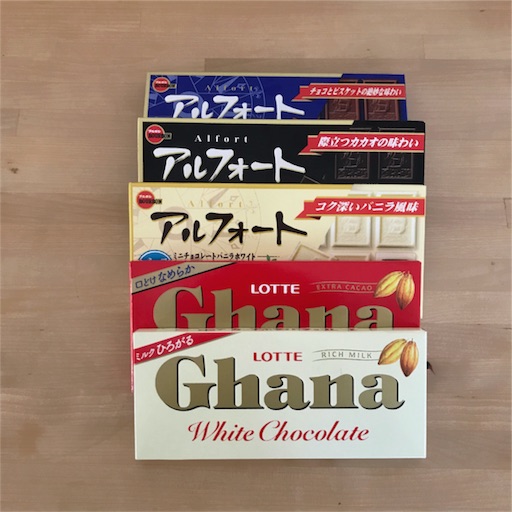 チョコとビスケットの絶妙な味わい
Alfort
アルフォート
際立つカカオの味わい
Alfort
アルフォート
コク深いバニラ風味
Alfort
アルフォート
ミニチョコレートバニラホワイト
口どけなめらか
LOTTE
EXTRA CACAO
Ghana
ミルクひろがる
LOTTE
RICH MILK
Ghana
White Chocolate